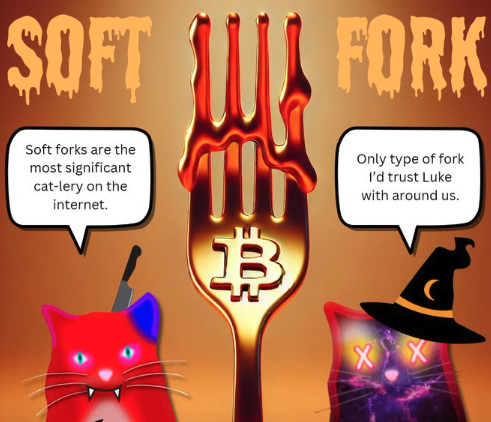 SOFT FORK
Soft forks are the
most significant
cat-lery on the
internet.
Only type of fork
I'd trust Luke
with around us.
₿
X X